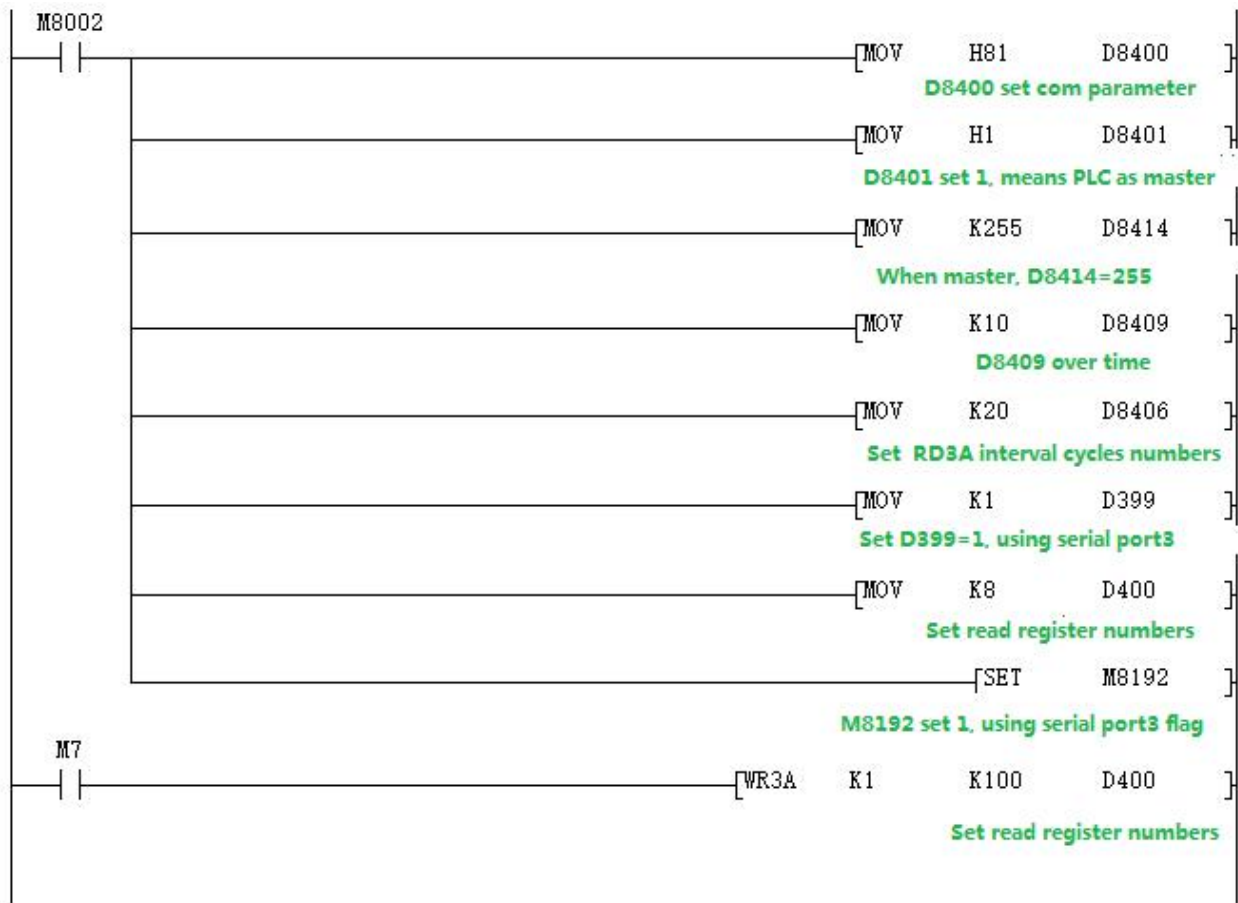 M8002
MOV H81 D8400
D8400 set com parameter
MOV H1 D8401
D8401 set 1, means PLC as master
MOV K255 D8414
When master, D8414=255
MOV K10 D8409
D8409 over time
MOV K20 D8406
Set RD3A interval cycles numbers
MOV K1 D399
Set D399=1, using serial port3
MOV K8 D400
Set read register numbers
SET M8192
M8192 set 1, using serial port3 flag
M7
WR3A K1 K100 D400
Set read register numbers